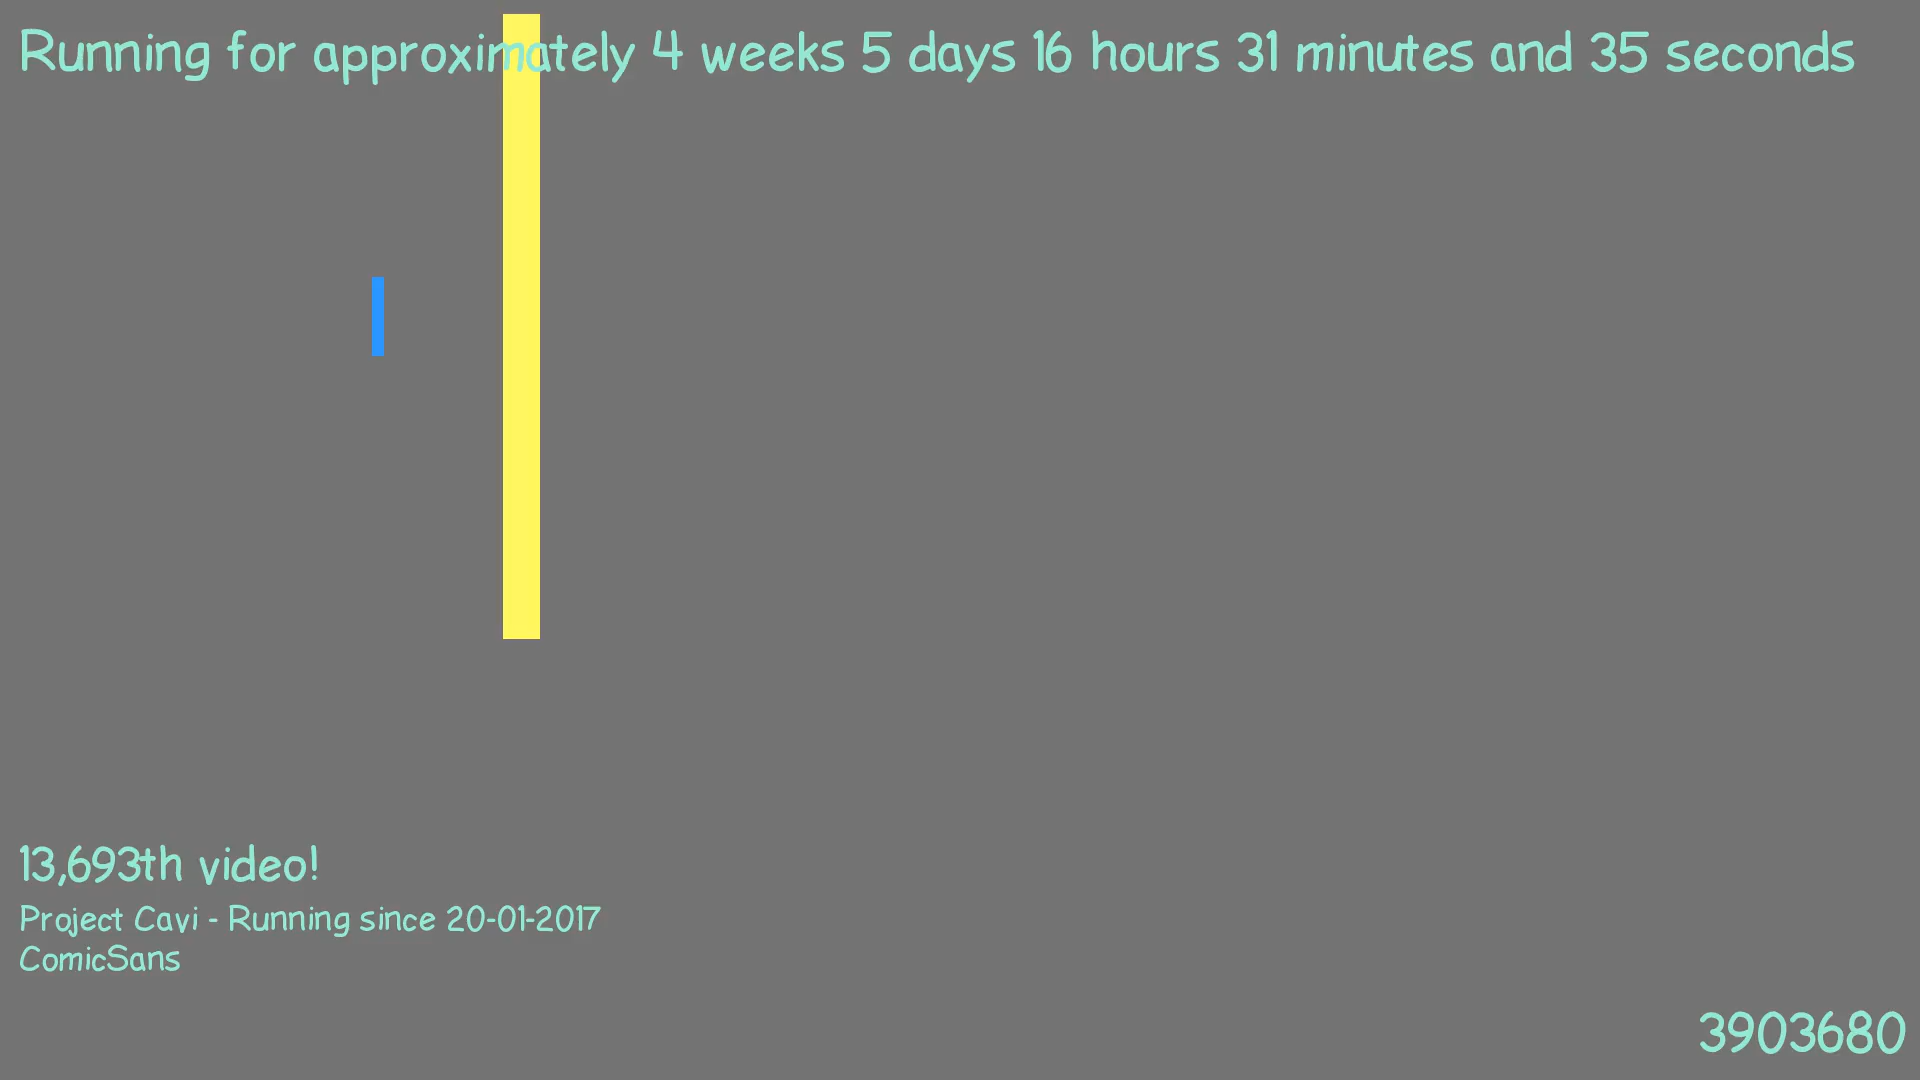 Running for approximately 4 weeks 5 days 16 hours 31 minutes and 35 seconds
13,693th video!
Project Cavi - Running since 20-01-2017
ComicSans
3903680